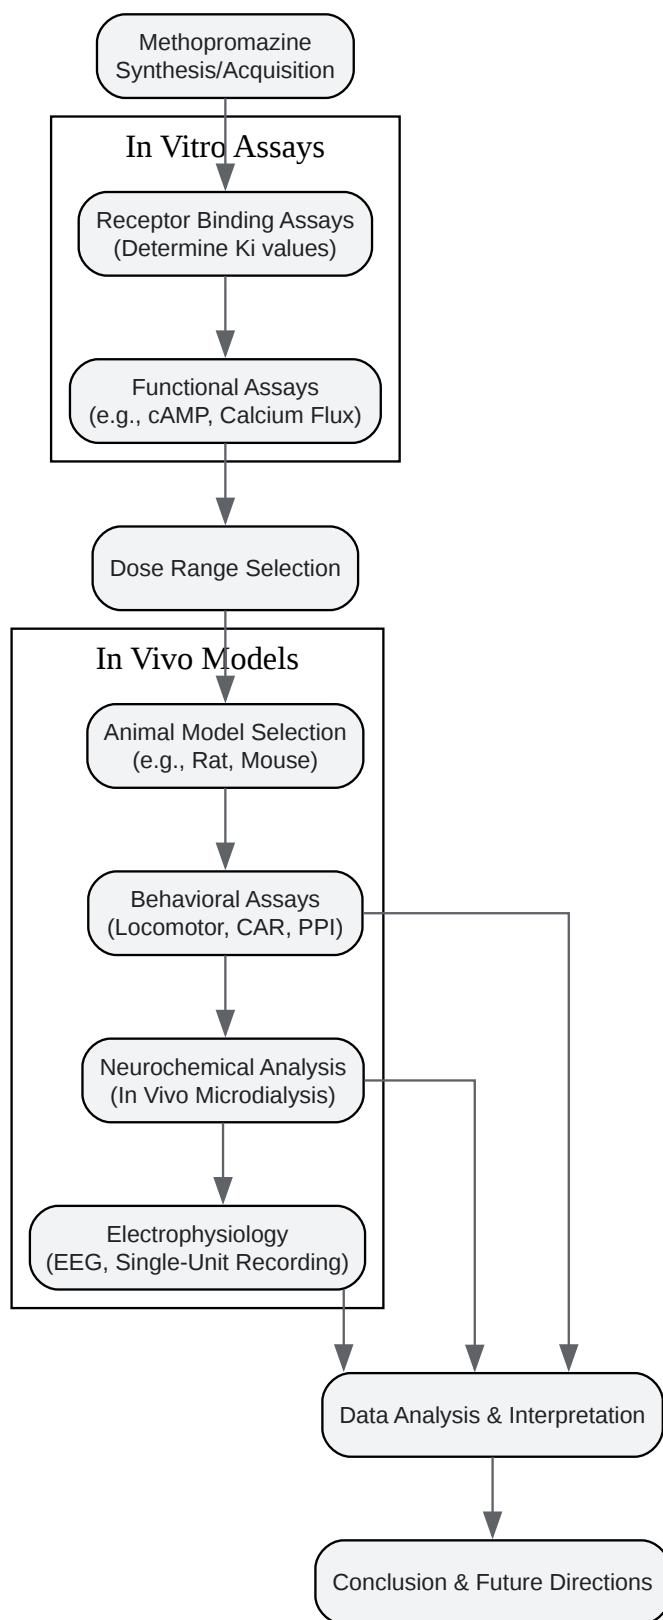 Methopromazine
Synthesis/Acquisition
In Vitro Assays
Receptor Binding Assays
(Determine Ki values)
Functional Assays
(e.g., cAMP, Calcium Flux)
Dose Range Selection
In Vivo Models
Animal Model Selection
(e.g., Rat, Mouse)
Behavioral Assays
(Locomotor, CAR, PPI)
Neurochemical Analysis
(In Vivo Microdialysis)
Electrophysiology
(EEG, Single-Unit Recording)
Data Analysis & Interpretation
Conclusion & Future Directions